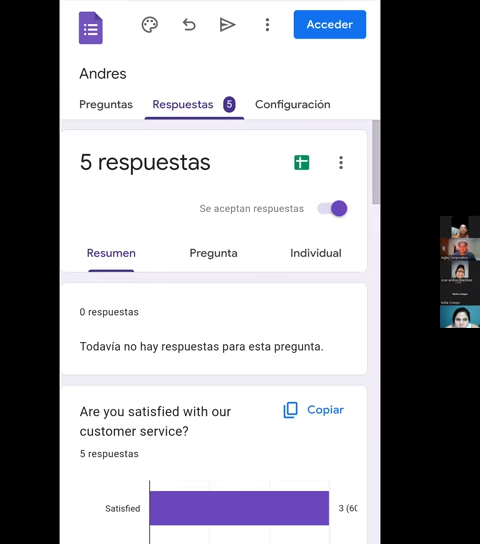 Acceder
Andres
Preguntas
Respuestas
5
Configuración
5 respuestas
Se aceptan respuestas
Resumen
Pregunta
Individual
0 respuestas
Todavía no hay respuestas para esta pregunta.
Are you satisfied with our
customer service?
Copiar
5 respuestas
Satisfied
3 (60